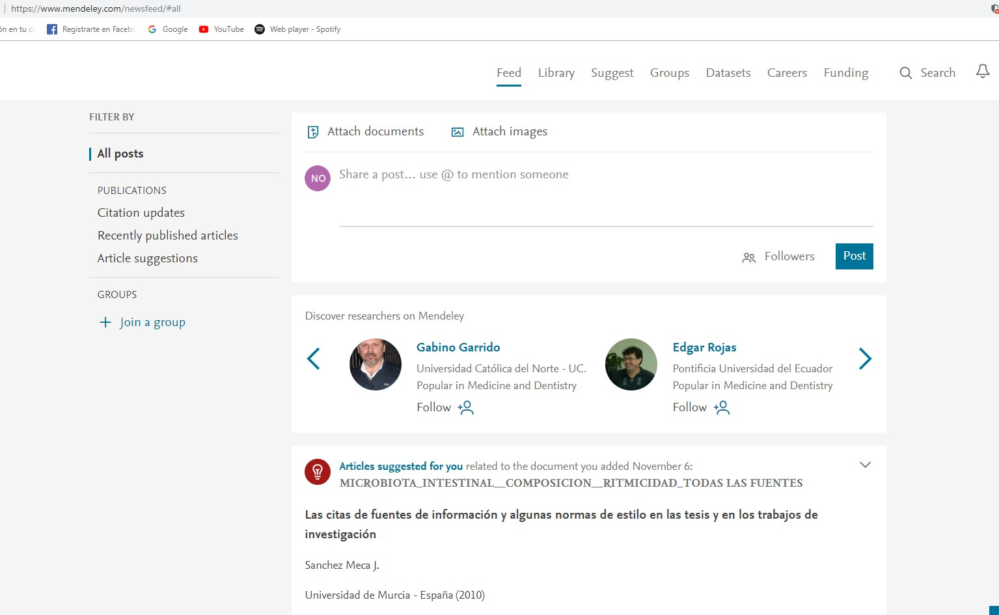 https://www.mendeley.com/newsfeed/#all
ón en tu Registrarte en Facebo Google YouTube Web player - Spotify
Feed Library Suggest Groups Datasets Careers Funding Search
FILTER BY
All posts
PUBLICATIONS
Citation updates
Recently published articles
Article suggestions
GROUPS
Join a group
Attach documents Attach images
NO Share a post... use @ to mention someone
Followers Post
Discover researchers on Mendeley
Gabino Garrido
Universidad Católica del Norte - UC.
Popular in Medicine and Dentistry
Follow
Edgar Rojas
Pontificia Universidad del Ecuador
Popular in Medicine and Dentistry
Follow
Articles suggested for you related to the document you added November 6:
MICROBIOTA_INTESTINAL__COMPOSICION__RITMICIDAD_TODAS LAS FUENTES
Las citas de fuentes de información y algunas normas de estilo en las tesis y en los trabajos de
investigación
Sanchez Meca J.
Universidad de Murcia - España (2010)